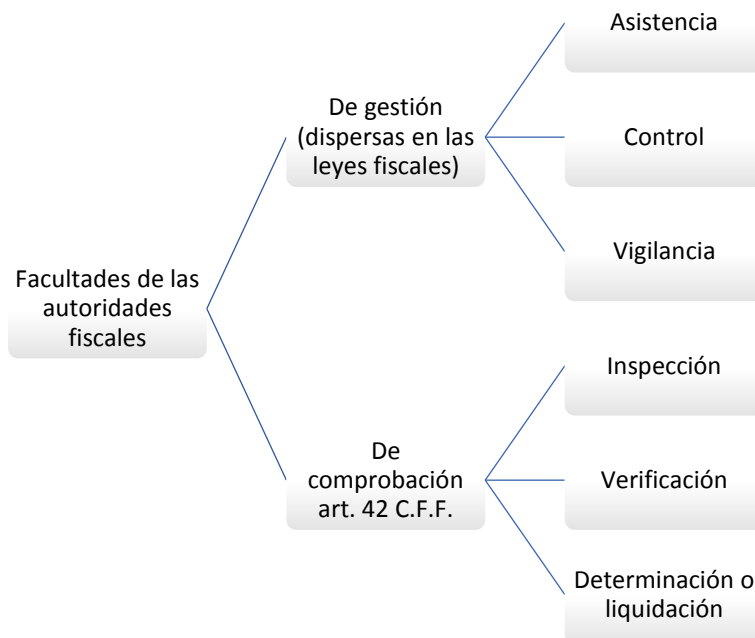 Facultades de las
autoridades
fiscales
De gestión
(dispersas en las
leyes fiscales)
Asistencia
Control
Vigilancia
De
comprobación
art. 42 C.F.F.
Inspección
Verificación
Determinación o
liquidación